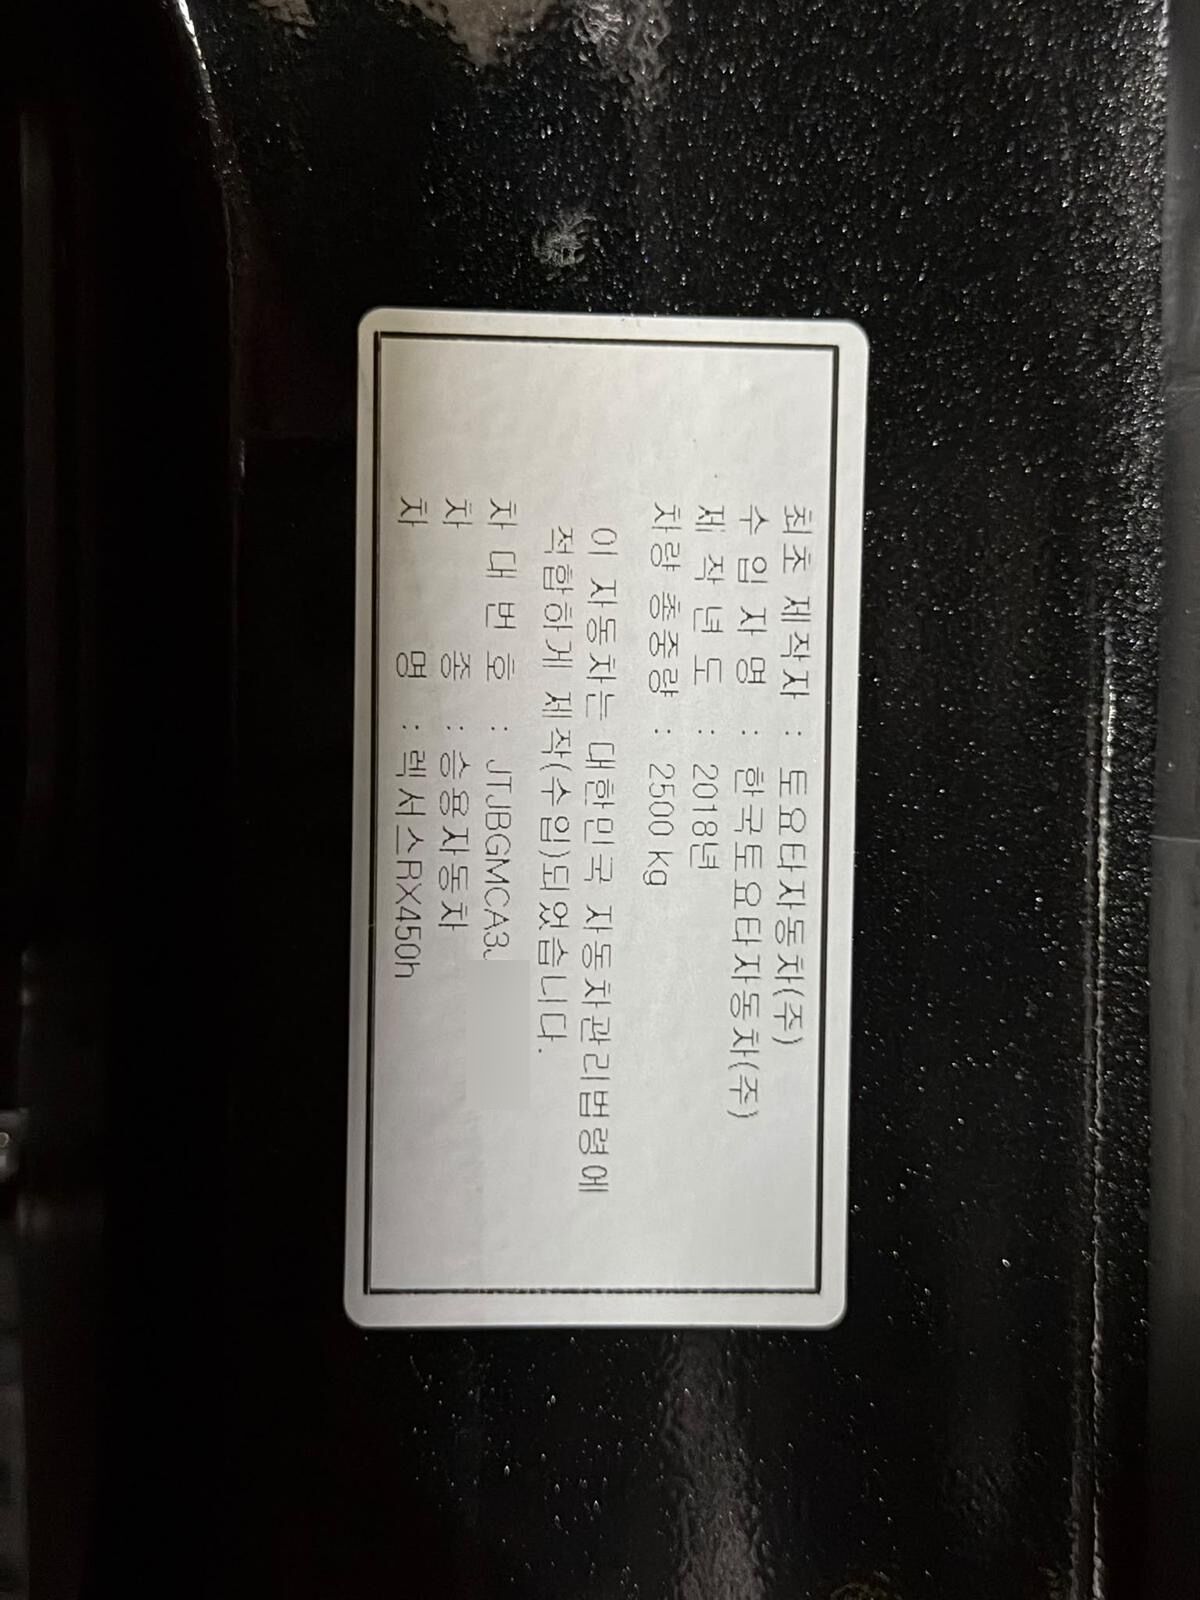 최초 제작자 : 토요타자동차(주)
수 입 자 명 : 한국토요타자동차(주)
제 작 년 도 : 2018년
차량 총중량 : 2500 kg
이 자동차는 대한민국 자동차관리법령에
적합하게 제작(수입)되었습니다.
차 대 번 호 : JTJBGMCA3J
차 종 : 승용자동차
차 명 : 렉서스RX450h